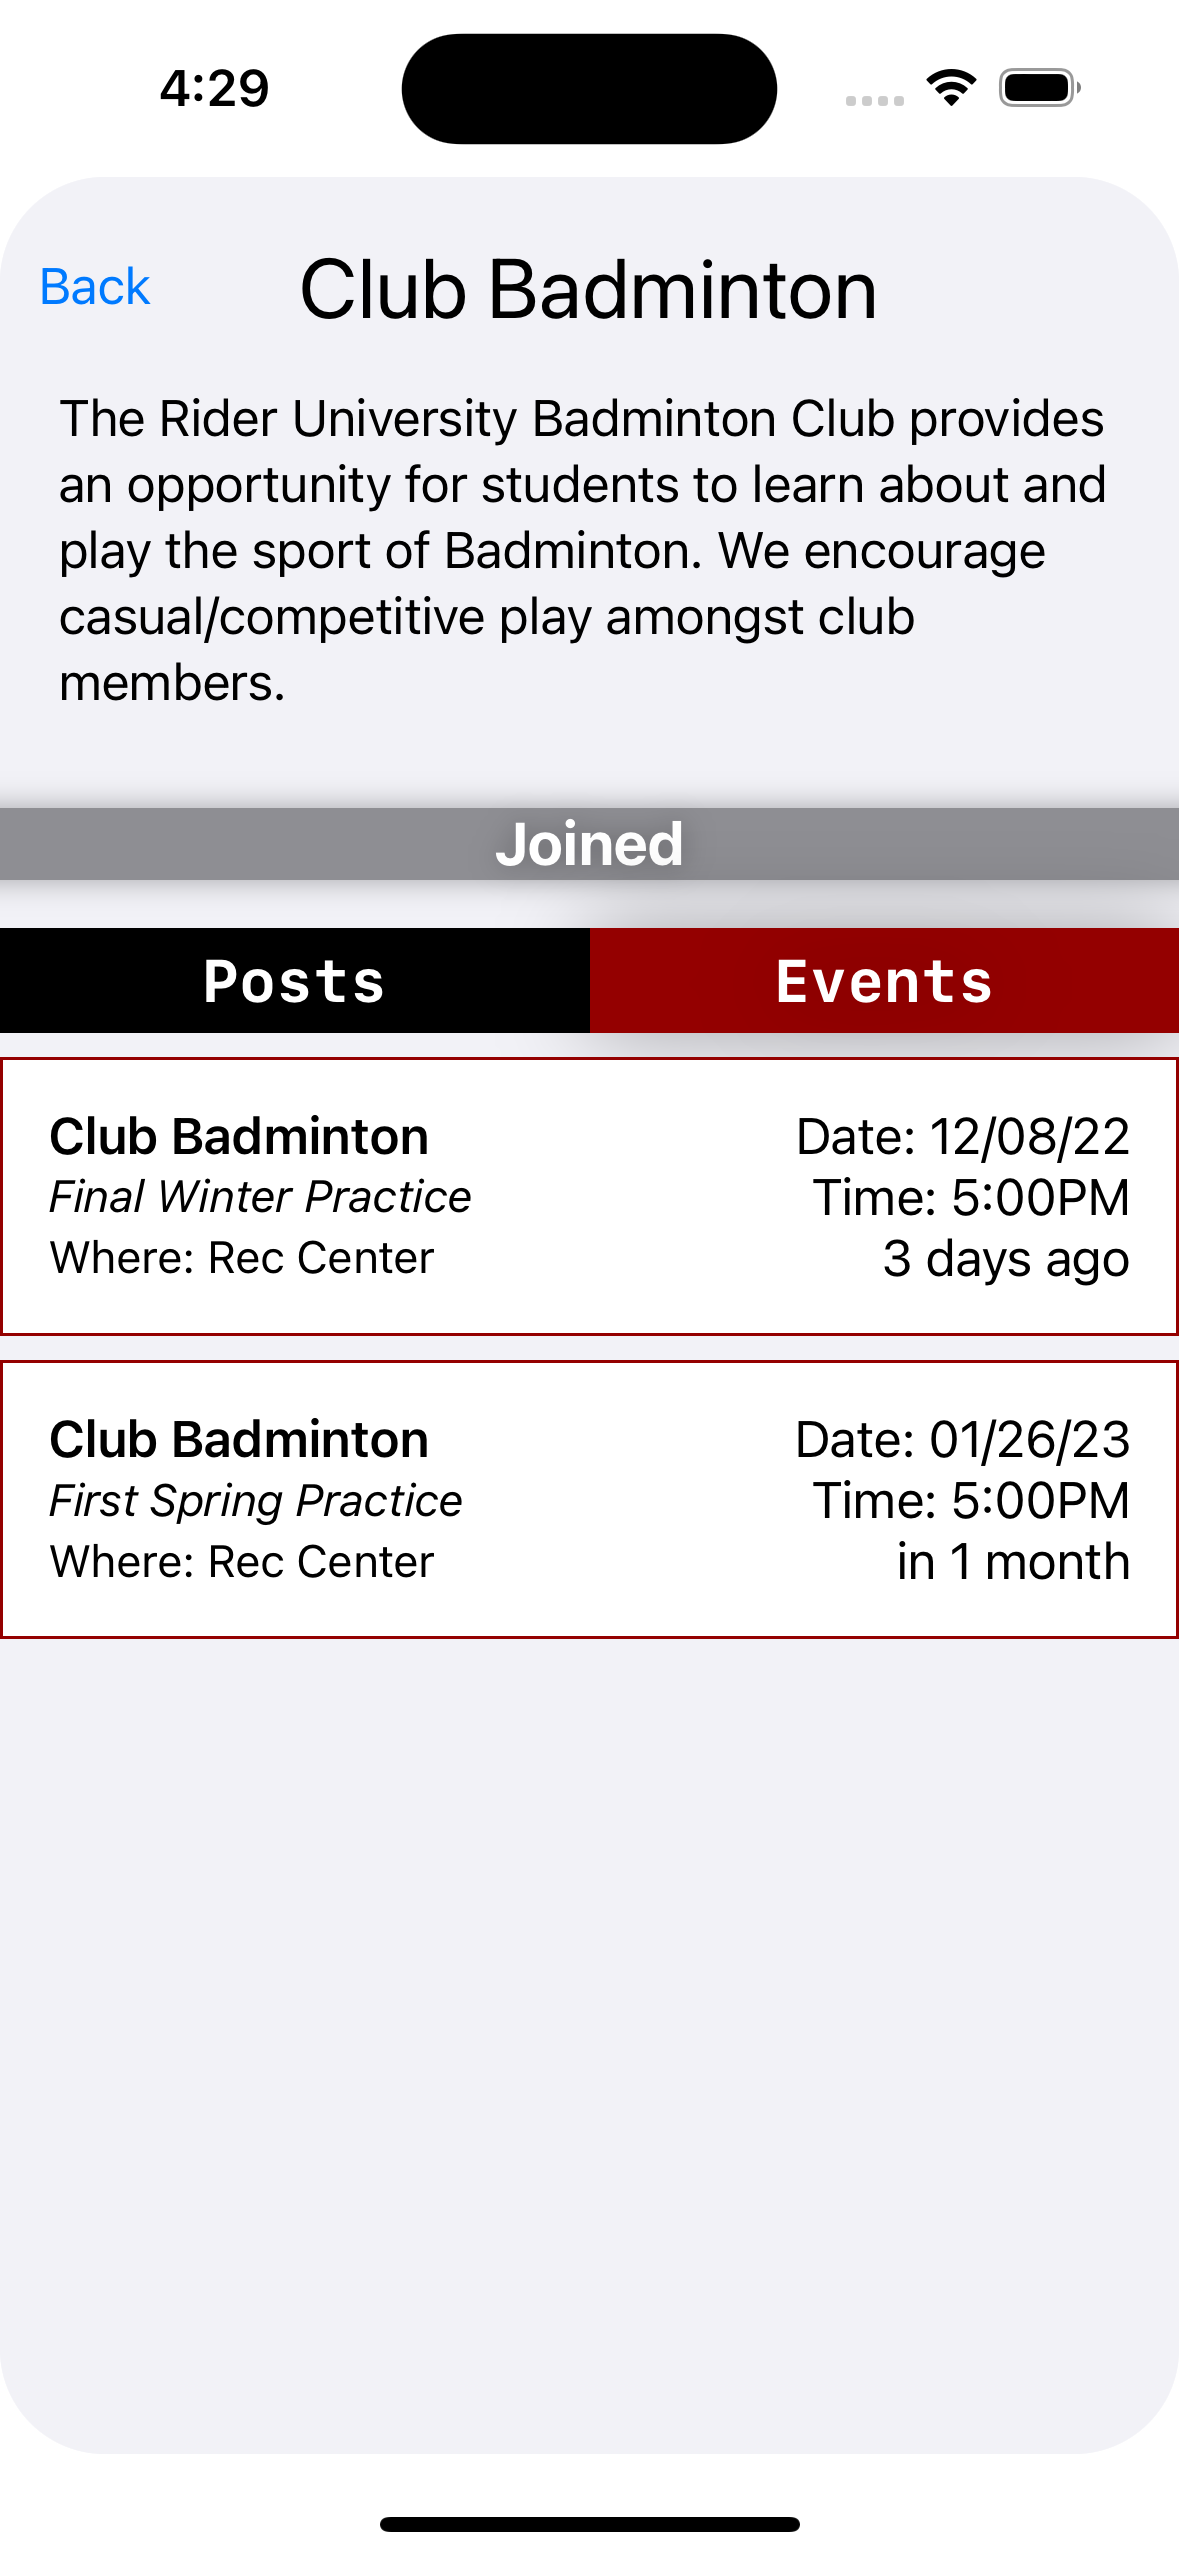 4:29
Back
Club Badminton
The Rider University Badminton Club provides
an opportunity for students to learn about and
play the sport of Badminton. We encourage
casual/competitive play amongst club
members.
Joined
Posts
Events
Club Badminton
Date: 12/08/22
Final Winter Practice
Time: 5:00PM
Where: Rec Center
3 days ago
Club Badminton
Date: 01/26/23
First Spring Practice
Time: 5:00PM
Where: Rec Center
in 1 month